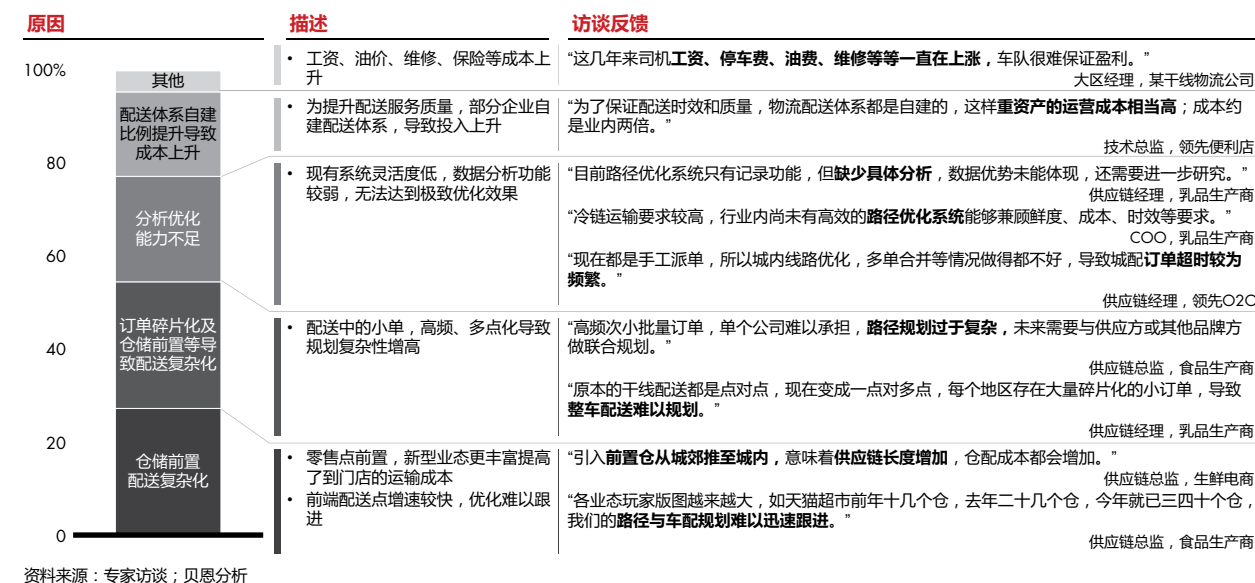 原因
描述
访谈反馈
100%
80
60
40
20
0
其他
• 工资、油价、维修、保险等成本上
升
“这几年来司机工资、停车费、油费、维修等等一直在上涨，车队很难保证盈利。”
大区经理，某干线物流公司
配送体系自建
比例提升导致
成本上升
• 为提升配送服务质量，部分企业自
建配送体系，导致投入上升
“为了保证配送时效和质量，物流配送体系都是自建的，这样重资产的运营成本相当高；成本约
是业内两倍。”
技术总监，领先便利店
分析优化
能力不足
• 现有系统灵活度低，数据分析功能
较弱，无法达到极致优化效果
“目前路径优化系统只有记录功能，但缺少具体分析，数据优势未能体现，还需要进一步研究。”
供应链经理，乳品生产商
“冷链运输要求较高，行业内尚未有高效的路径优化系统能够兼顾鲜度、成本、时效等要求。”
COO，乳品生产商
“现在都是手工派单，所以城内线路优化，多单合并等情况做得都不好，导致城配订单超时较为
频繁。”
供应链经理，领先O2O
订单碎片化及
仓储前置等导
致配送复杂化
• 配送中的小单，高频、多点化导致
规划复杂性增高
“高频次小批量订单，单个公司难以承担，路径规划过于复杂，未来需要与供应方或其他品牌方
做联合规划。”
供应链总监，食品生产商
“原本的干线配送都是点对点，现在变成一点对多点，每个地区存在大量碎片化的小订单，导致
整车配送难以规划。”
供应链经理，乳品生产商
仓储前置
配送复杂化
• 零售点前置，新型业态更丰富提高
了到门店的运输成本
• 前端配送点增速较快，优化难以跟
进
“引入前置仓从城郊推至城内，意味着供应链长度增加，仓配成本都会增加。”
供应链总监，生鲜电商
“各业态玩家版图越来越大，如天猫超市前年十几个仓，去年二十几个仓，今年就已三四十个仓，
我们的路径与车配规划难以迅速跟进。”
供应链总监，食品生产商
资料来源：专家访谈；贝恩分析